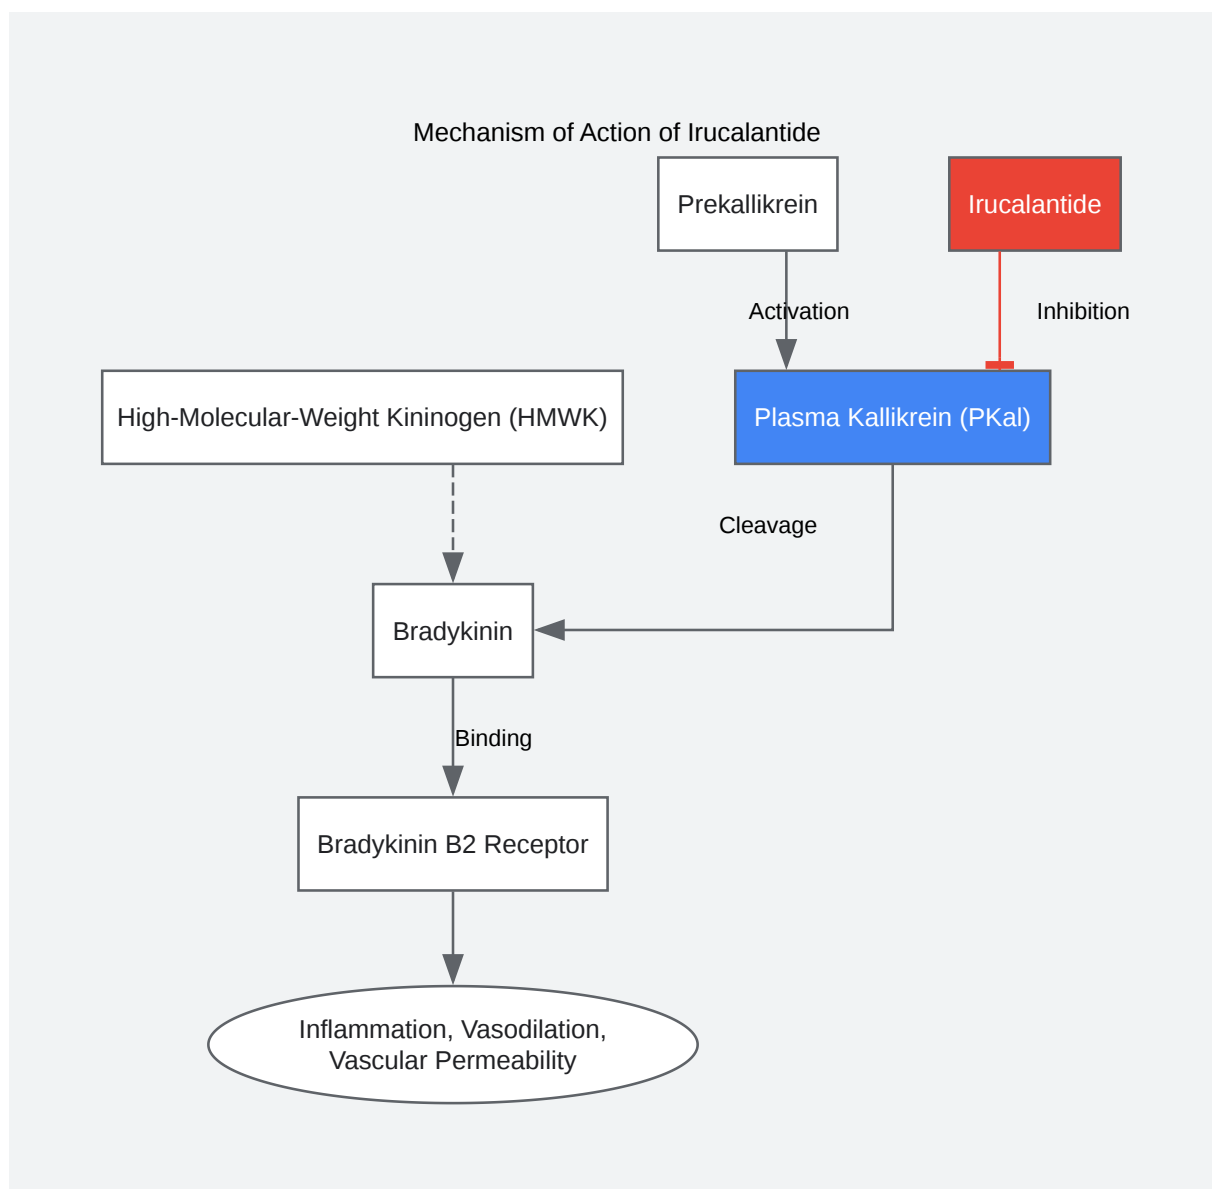 Mechanism of Action of Irucalantide
Prekallikrein
Irucalantide
Activation
Inhibition
High-Molecular-Weight Kininogen (HMWK)
Plasma Kallikrein (PKal)
Cleavage
Bradykinin
Binding
Bradykinin B2 Receptor
Inflammation, Vasodilation,
Vascular Permeability